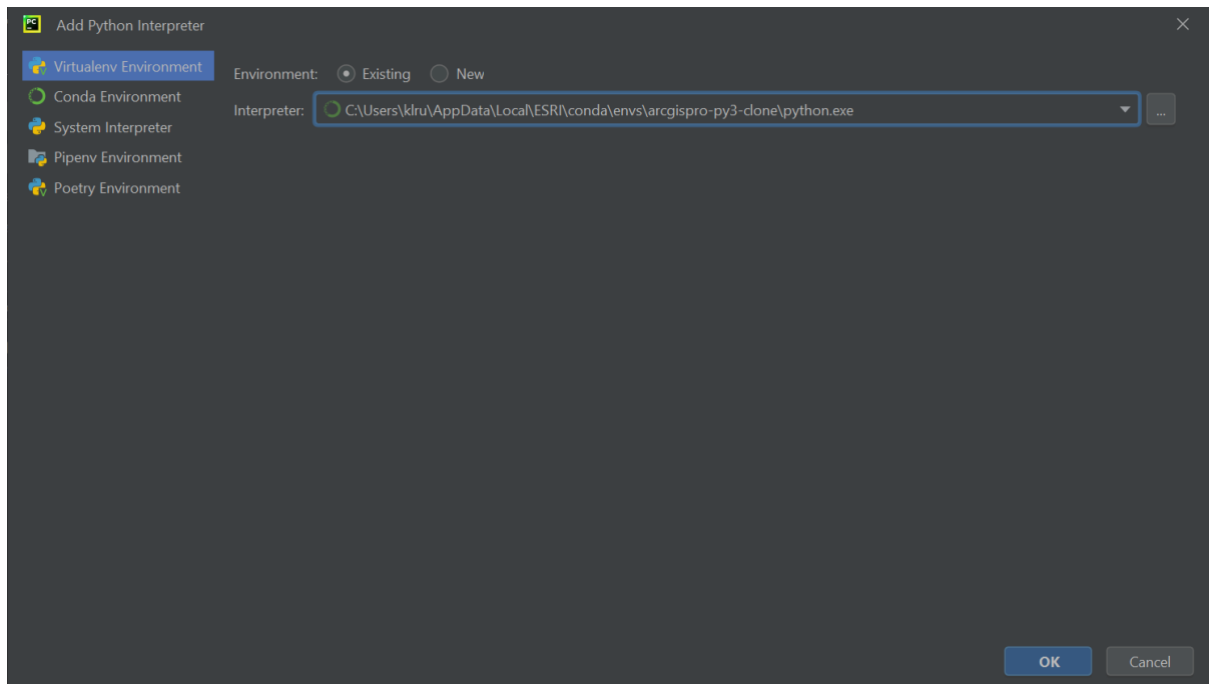 PC Add Python Interpreter
Virtualenv Environment
Conda Environment
System Interpreter
Pipenv Environment
Poetry Environment
Environment: Existing New
Interpreter: C:\Users\klru\AppData\Local\ESRI\conda\envs\arcgispro-py3-clone\python.exe ...
OK Cancel